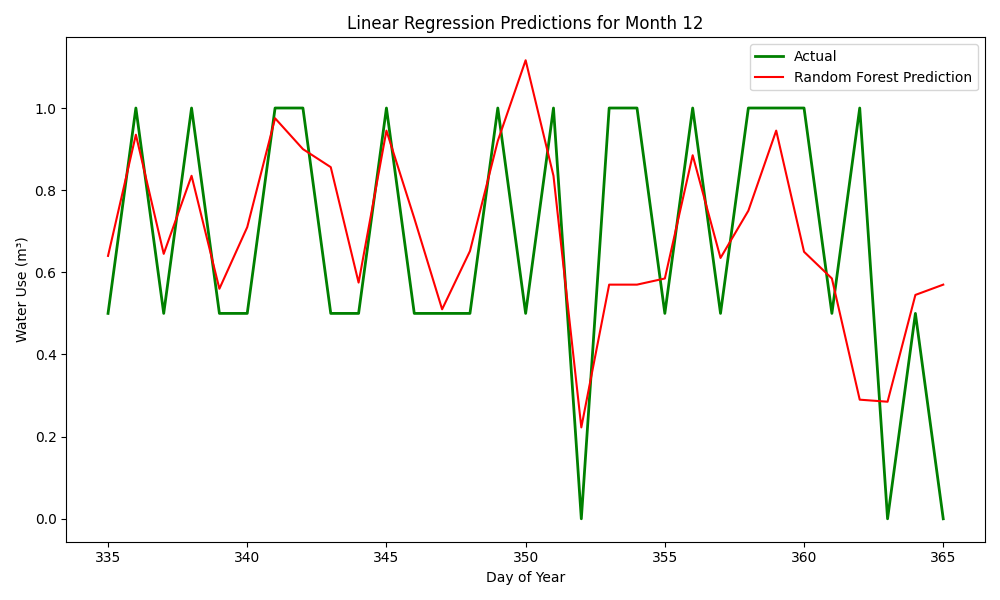 Linear Regression Predictions for Month 12
Actual
Random Forest Prediction
Water Use (m³)
1.0
0.8
0.6
0.4
0.2
0.0
335 340 345 350 355 360 365
Day of Year